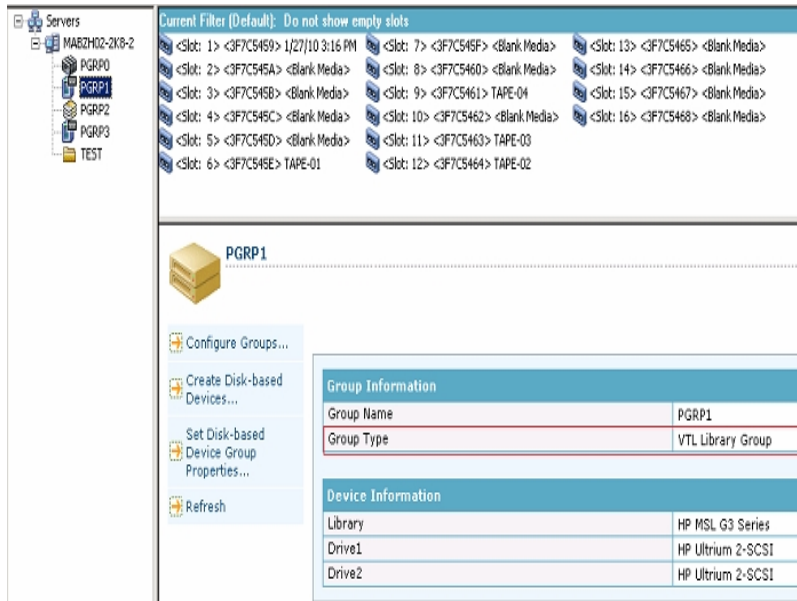 Servers
MABZH02-2K8-2
PGRP0
PGRP1
PGRP2
PGRP3
TEST
Current Filter (Default): Do not show empty slots
<Slot: 1> <3F7C5459> 1/27/10 3:16 PM
<Slot: 2> <3F7C545A> <Blank Media>
<Slot: 3> <3F7C545B> <Blank Media>
<Slot: 4> <3F7C545C> <Blank Media>
<Slot: 5> <3F7C545D> <Blank Media>
<Slot: 6> <3F7C545E> TAPE-01
<Slot: 7> <3F7C545F> <Blank Media>
<Slot: 8> <3F7C5460> <Blank Media>
<Slot: 9> <3F7C5461> TAPE-04
<Slot: 10> <3F7C5462> <Blank Media>
<Slot: 11> <3F7C5463> TAPE-03
<Slot: 12> <3F7C5464> TAPE-02
<Slot: 13> <3F7C5465> <Blank Media>
<Slot: 14> <3F7C5466> <Blank Media>
<Slot: 15> <3F7C5467> <Blank Media>
<Slot: 16> <3F7C5468> <Blank Media>
PGRP1
Configure Groups...
Create Disk-based
Devices...
Set Disk-based
Device Group
Properties...
Refresh
Group Information
Group Name PGRP1
Group Type VTL Library Group
Device Information
Library HP MSL G3 Series
Drive1 HP Ultrium 2-SCSI
Drive2 HP Ultrium 2-SCSI